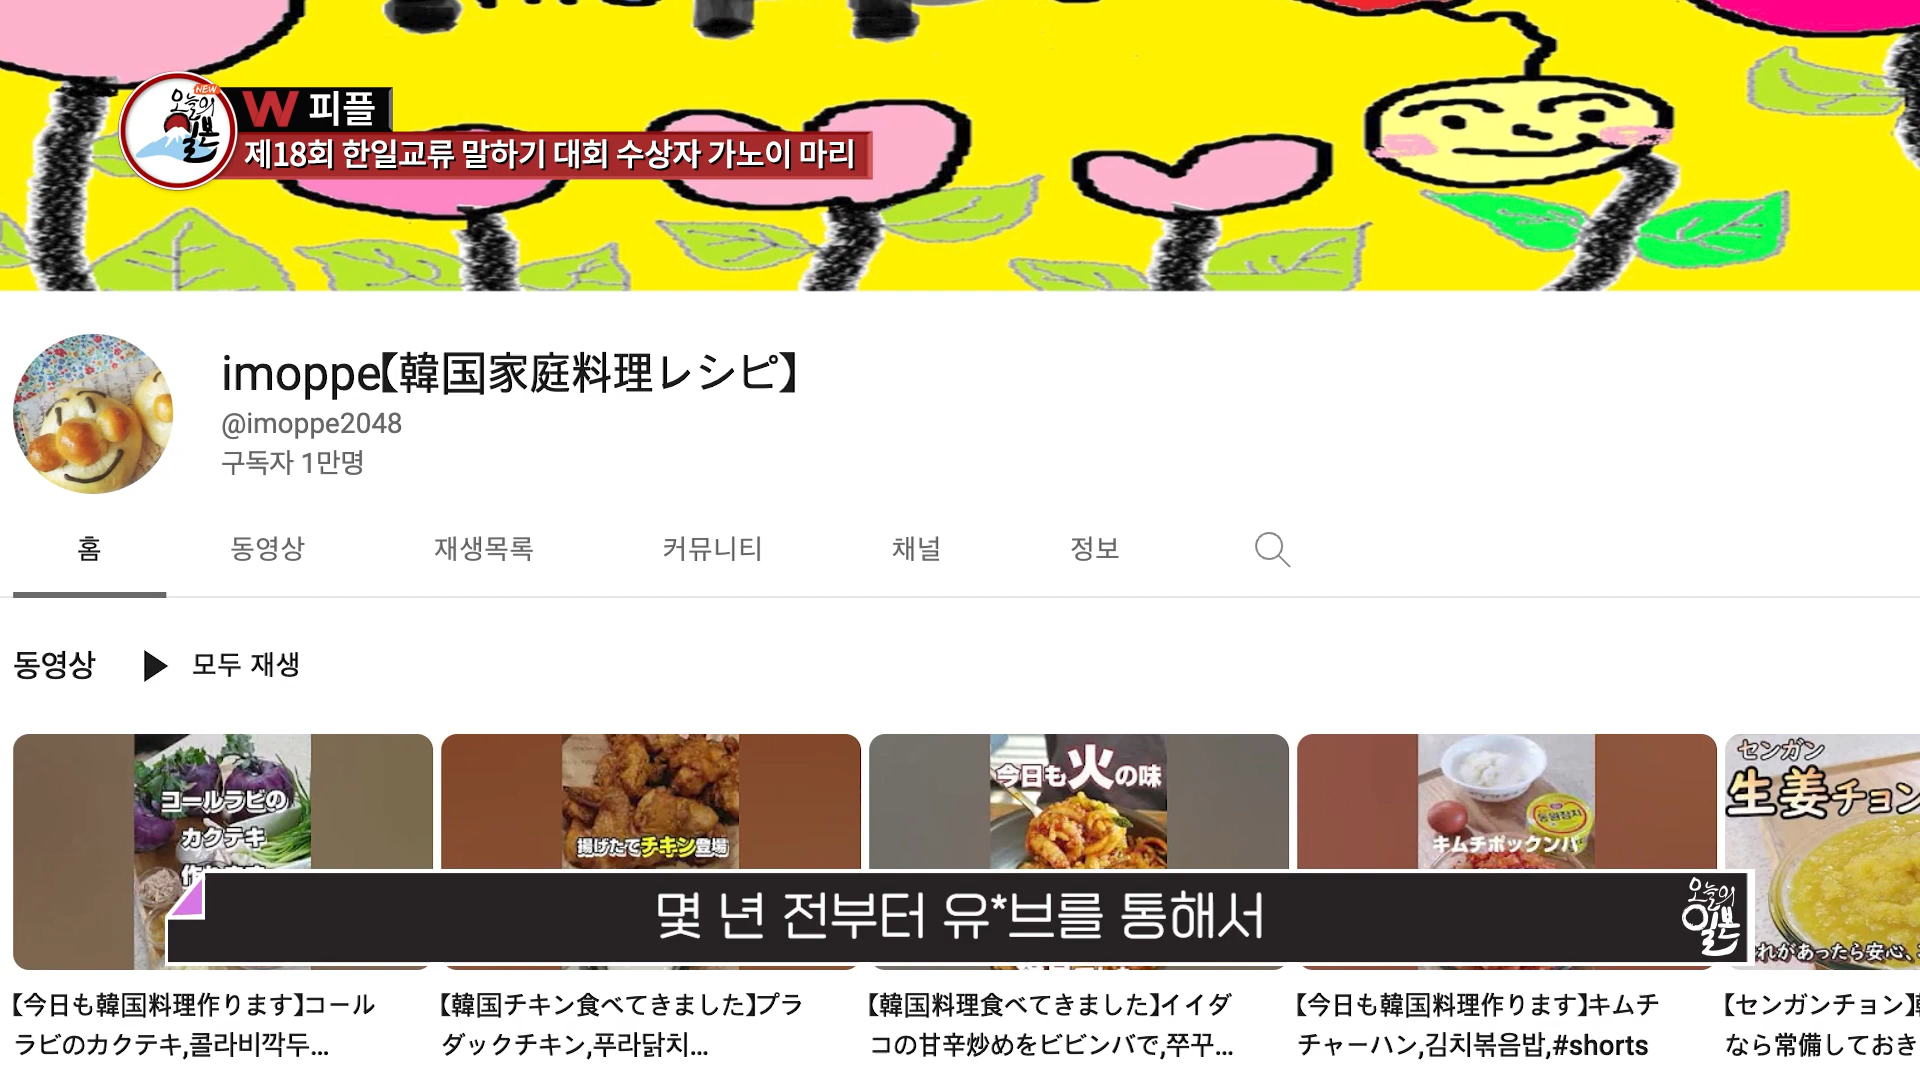 NEW
오늘의
일본
W 피플
제18회 한일교류 말하기 대회 수상자 가노이 마리
imoppe【韓国家庭料理レシピ】
@imoppe2048
구독자 1만명
홈
동영상
재생목록
커뮤니티
채널
정보
동영상
모두 재생
コールラビの
カクテキ
揚げたてチキン登場
今日も火の味
キムチポックンパ
センガン
生姜チョン
れがあったら安心、
몇 년 전부터 유*브를 통해서
오늘의
일본
【今日も韓国料理作ります】コール
ラビのカクテキ,콜라비깍두...
【韓国チキン食べてきました】プラ
ダックチキン,푸라닭치...
【韓国料理食べてきました】イイダ
コの甘辛炒めをビビンバで,쭈꾸...
【今日も韓国料理作ります】キムチ
チャーハン,김치볶음밥,#shorts
【センガンチョン】
なら常備しておき